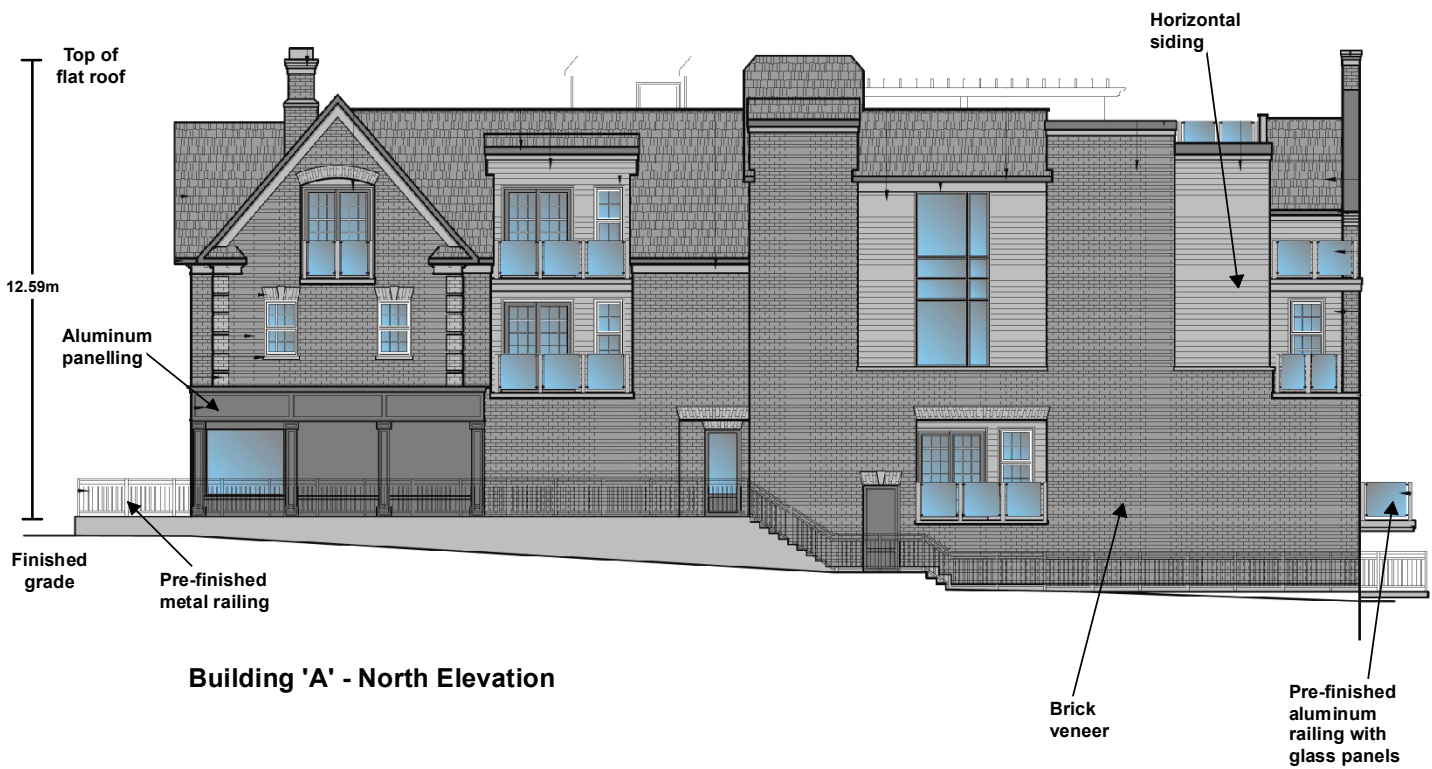 Horizontal
siding
Top of
flat roof
12.59m
Aluminum
panelling
Finished
grade
Pre-finished
metal railing
Building 'A' - North Elevation
Brick
veneer
Pre-finished
aluminum
railing with
glass panels